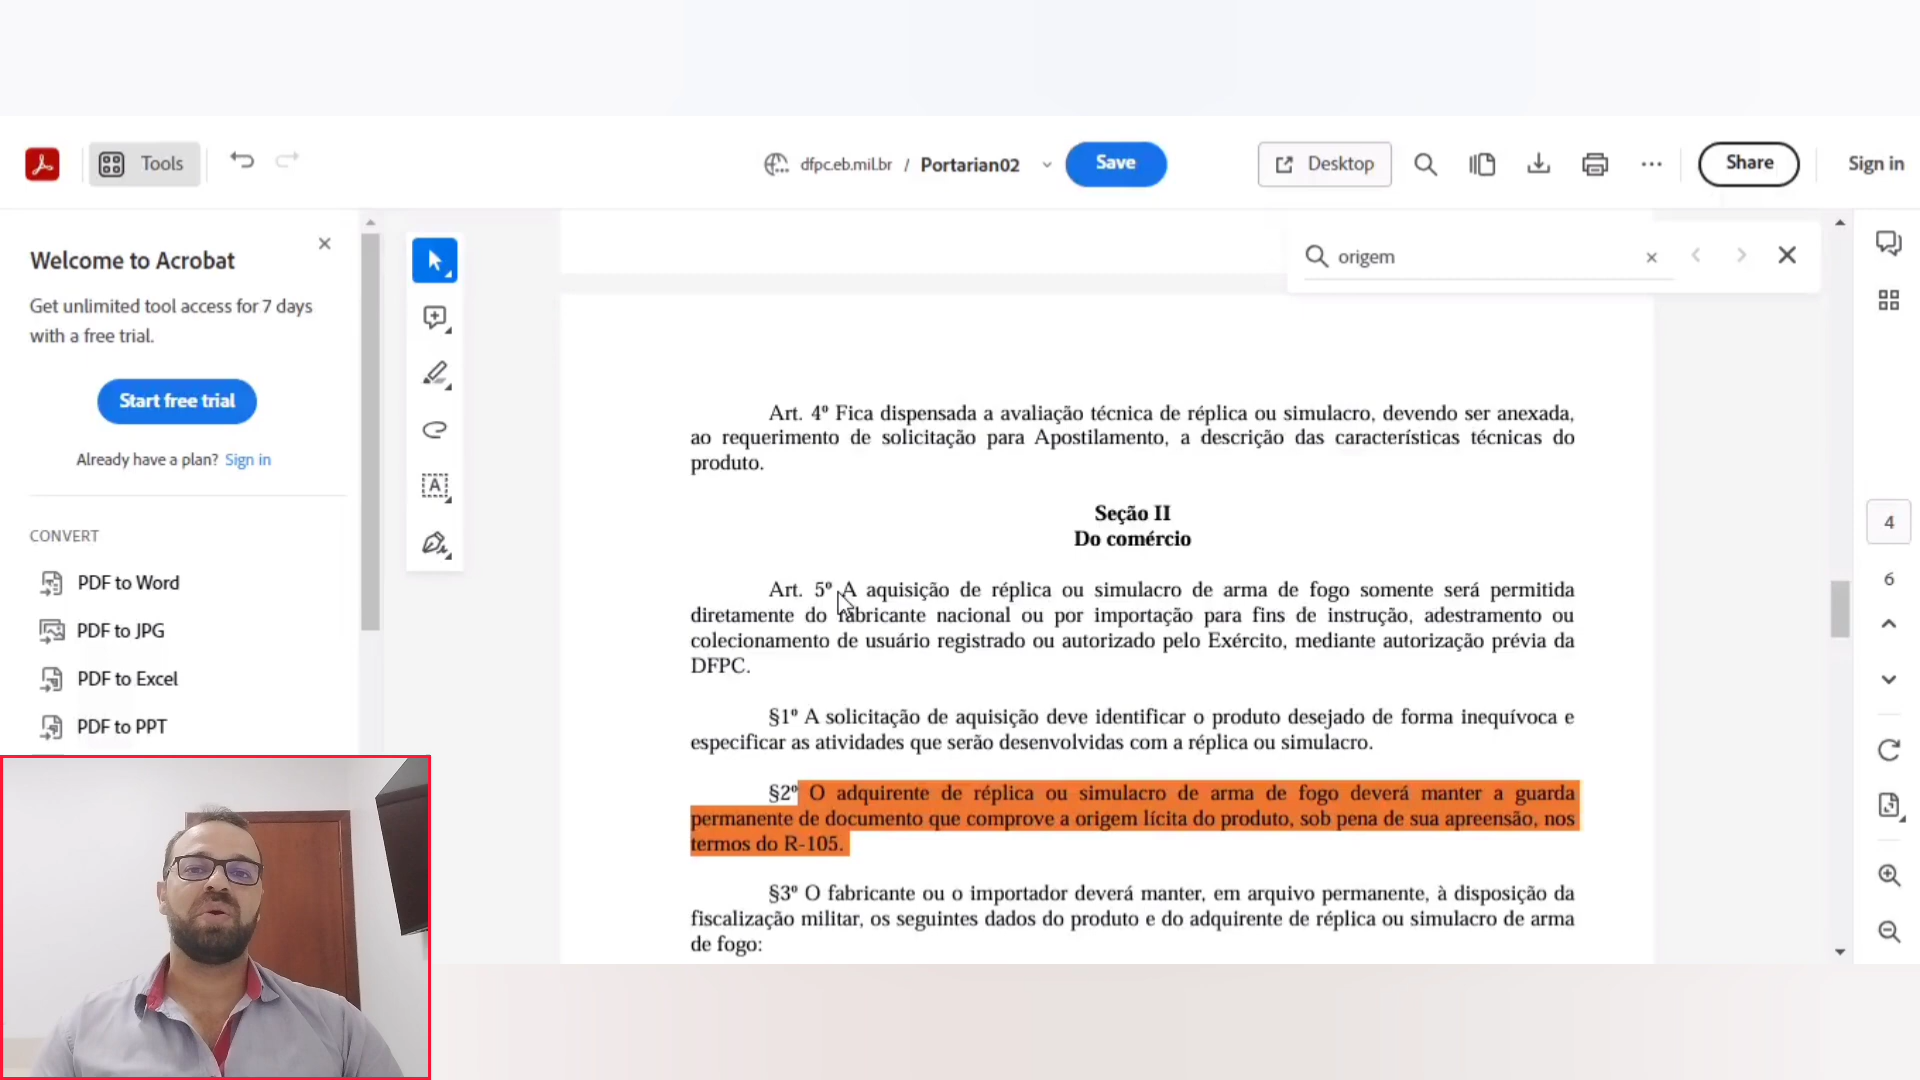 Tools
dfpc.eb.mil.br / Portarian02
Save
Desktop
Share
Sign in
origem
Welcome to Acrobat
Get unlimited tool access for 7 days
with a free trial.
Start free trial
Already have a plan? Sign in
CONVERT
PDF to Word
PDF to JPG
PDF to Excel
PDF to PPT
Art. 4º Fica dispensada a avaliação técnica de réplica ou simulacro, devendo ser anexada,
ao requerimento de solicitação para Apostilamento, a descrição das características técnicas do
produto.
Seção II
Do comércio
Art. 5º A aquisição de réplica ou simulacro de arma de fogo somente será permitida
diretamente do fabricante nacional ou por importação para fins de instrução, adestramento ou
colecionamento de usuário registrado ou autorizado pelo Exército, mediante autorização prévia da
DFPC.
§1º A solicitação de aquisição deve identificar o produto desejado de forma inequívoca e
especificar as atividades que serão desenvolvidas com a réplica ou simulacro.
§2º O adquirente de réplica ou simulacro de arma de fogo deverá manter a guarda
permanente de documento que comprove a origem lícita do produto, sob pena de sua apreensão, nos
termos do R-105.
§3º O fabricante ou o importador deverá manter, em arquivo permanente, à disposição da
fiscalização militar, os seguintes dados do produto e do adquirente de réplica ou simulacro de arma
de fogo:
4
6